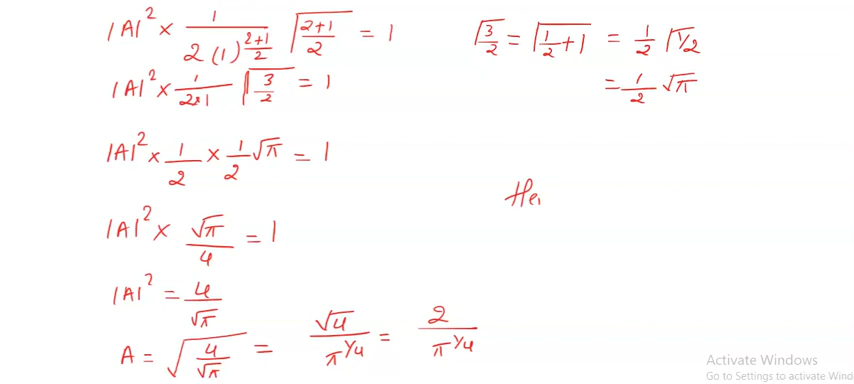 |A|² × 1/(2 (1)^((2+1)/2)) Γ((2+1)/2) = 1
Γ(3/2) = Γ(1/2 + 1) = 1/2 Γ(1/2)
|A|² × 1/(2×1) Γ(3/2) = 1
= 1/2 √π
|A|² × 1/2 × 1/2 √π = 1
Her
|A|² × √π/4 = 1
|A|² = 4/√π
A = √(4/√π) = √4/π^(1/4) = 2/π^(1/4)
Activate Windows
Go to Settings to activate Wind